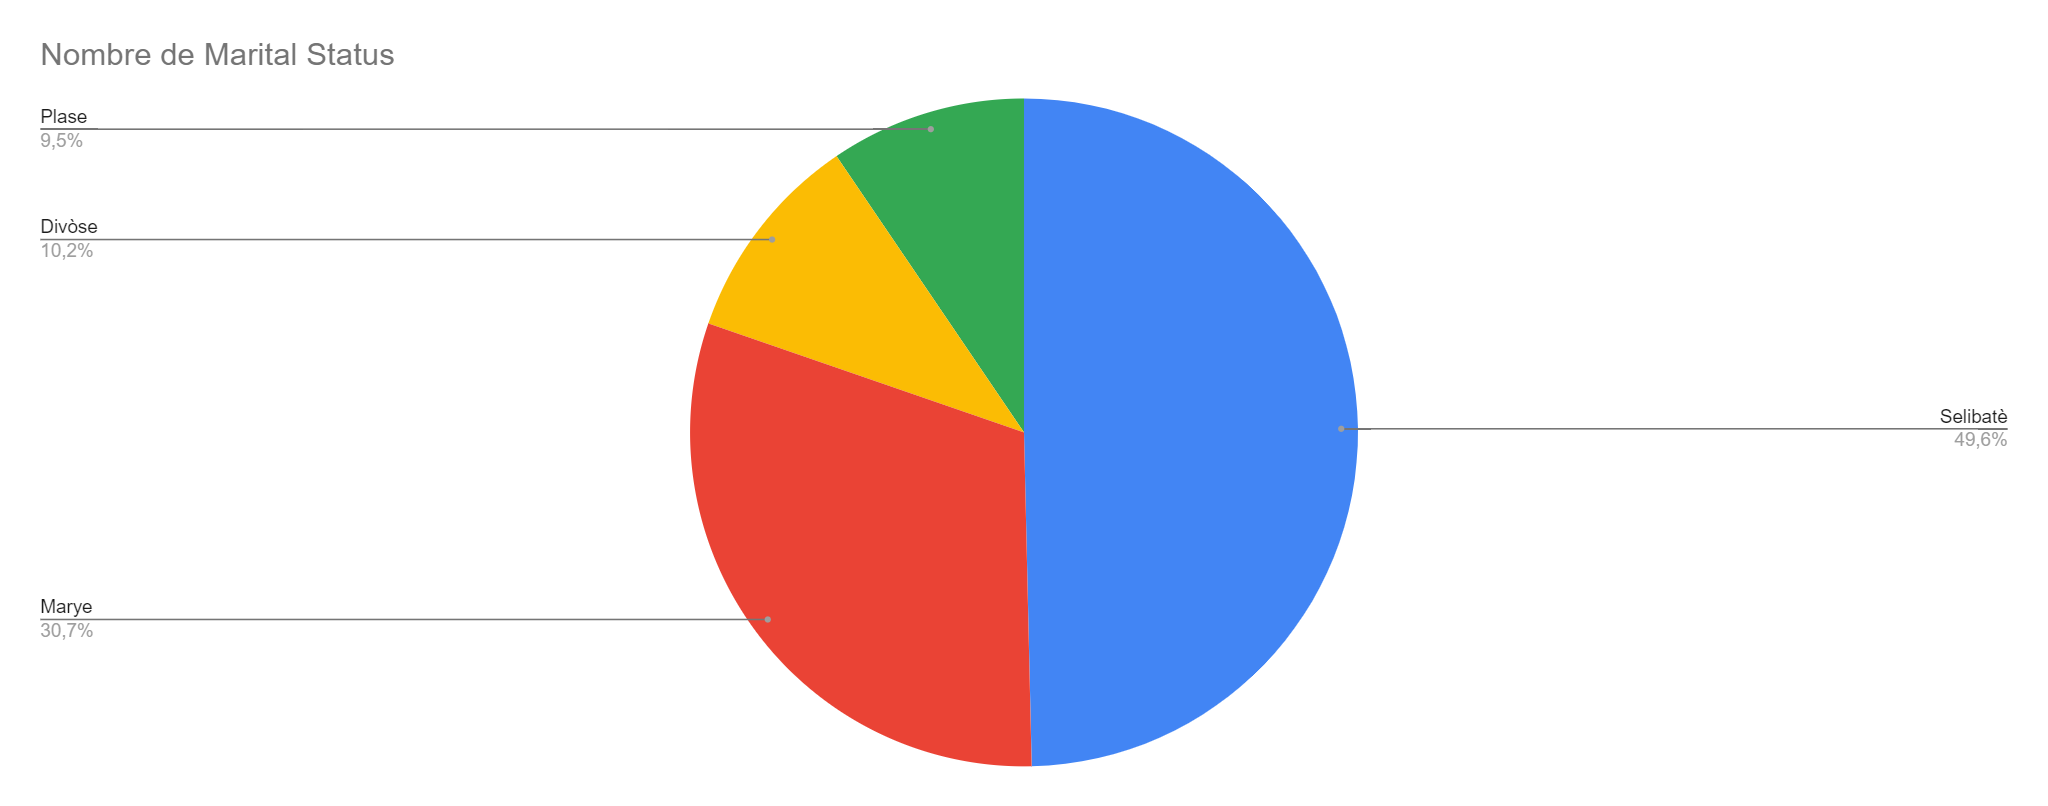 Nombre de Marital Status
Plase
9,5%
Divòse
10,2%
Selibatè
49,6%
Marye
30,7%